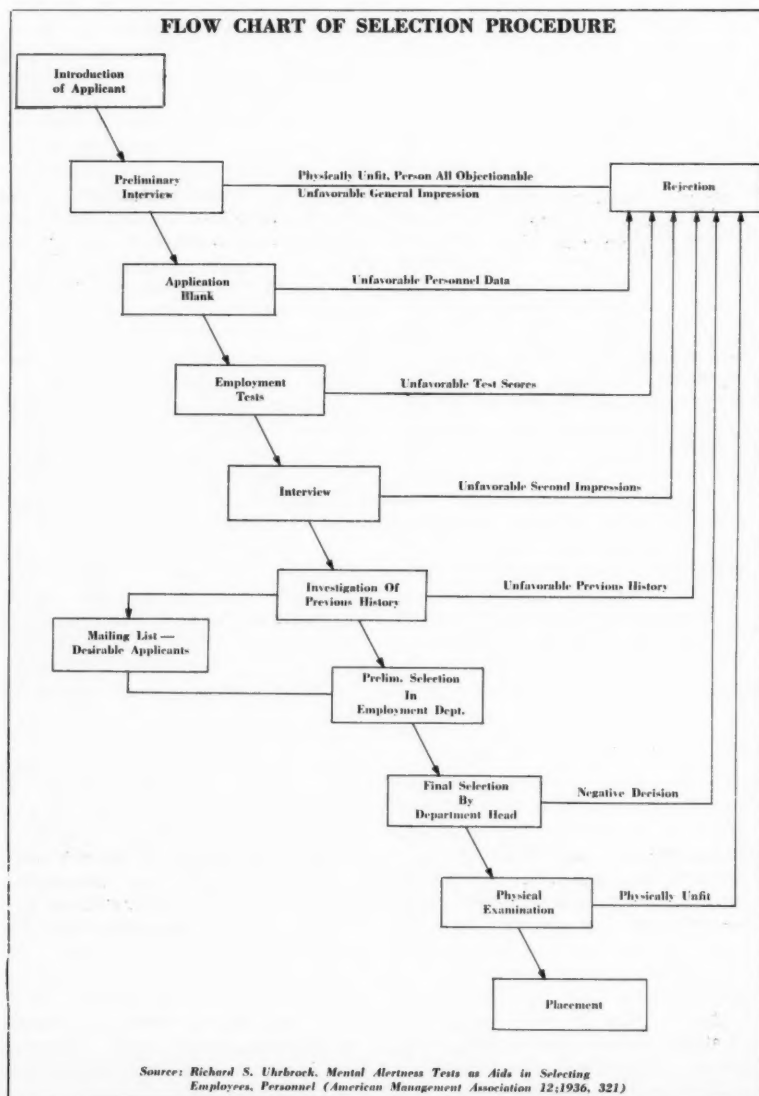 FLOW CHART OF SELECTION PROCEDURE
Introduction
of Applicant
Preliminary
Interview
Physically Unfit, Person All Objectionable
Unfavorable General Impression
Rejection
Application
Blank
Unfavorable Personnel Data
Employment
Tests
Unfavorable Test Scores
Interview
Unfavorable Second Impressions
Investigation Of
Previous History
Unfavorable Previous History
Mailing List —
Desirable Applicants
Prelim. Selection
In
Employment Dept.
Final Selection
By
Department Head
Negative Decision
Physical
Examination
Physically Unfit
Placement
Source: Richard S. Uhrbrock. Mental Alertness Tests as Aids in Selecting
Employees, Personnel (American Management Association 12;1936, 321)